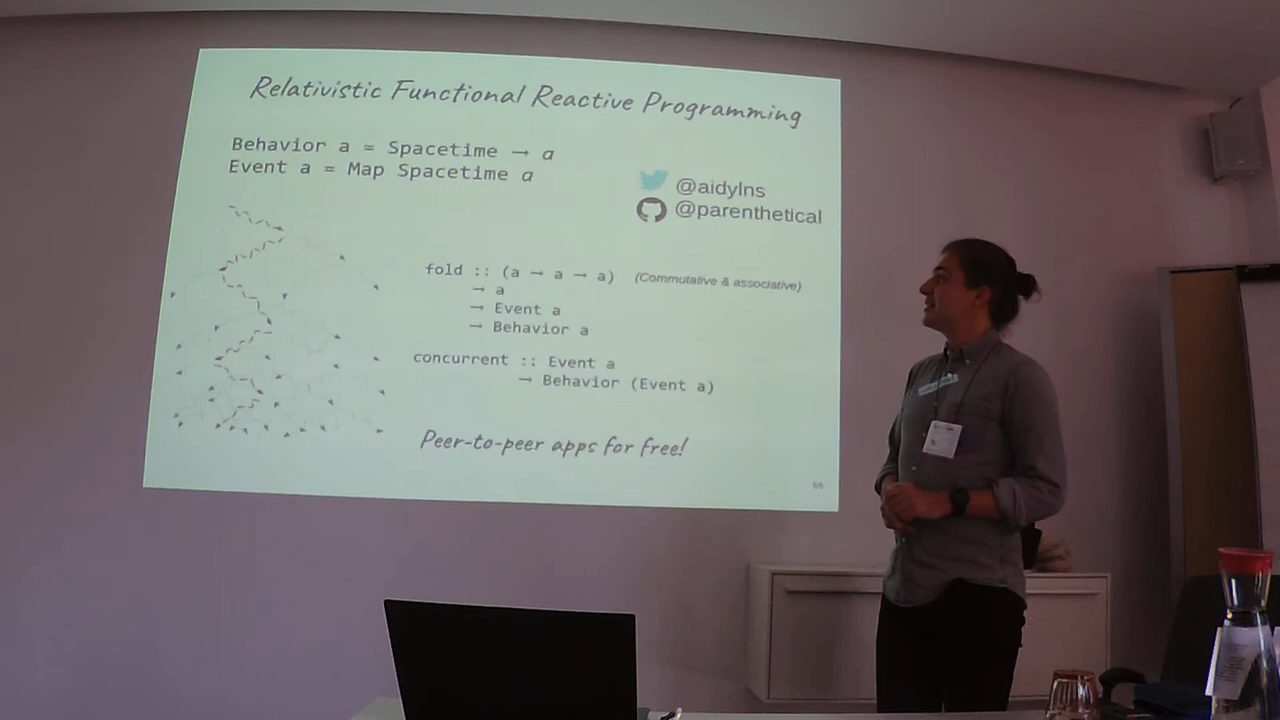 Relativistic Functional Reactive Programming
Behavior a = Spacetime → a
Event a = Map Spacetime a
@aidylns
@parenthetical
fold :: (a → a → a) (Commutative & associative)
→ a
→ Event a
→ Behavior a
concurrent :: Event a
→ Behavior (Event a)
Peer-to-peer apps for free!
56